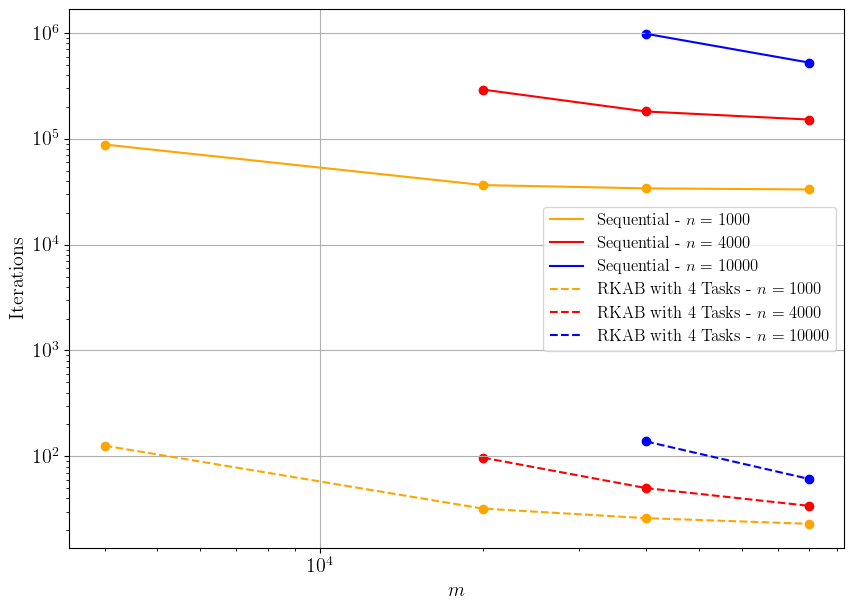 10^6
10^5
10^4
10^3
10^2
Iterations
Sequential - n = 1000
Sequential - n = 4000
Sequential - n = 10000
RKAB with 4 Tasks - n = 1000
RKAB with 4 Tasks - n = 4000
RKAB with 4 Tasks - n = 10000
10^4
m